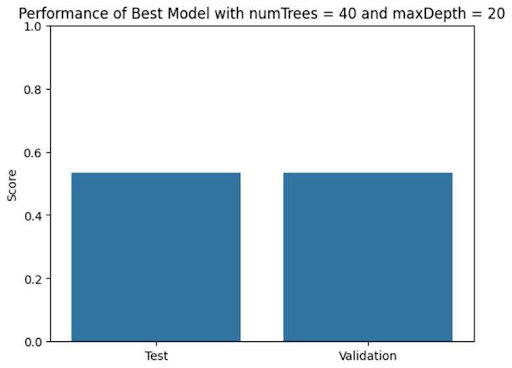 Performance of Best Model with numTrees = 40 and maxDepth = 20
1.0
0.8
0.6
0.4
0.2
0.0
Score
Test Validation